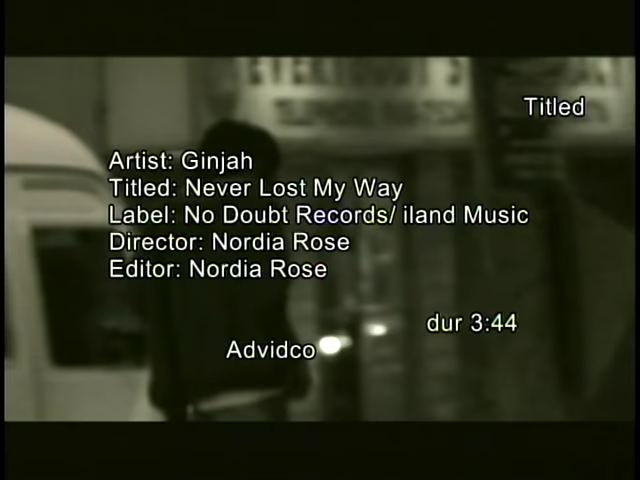 Titled
Artist: Ginjah
Titled: Never Lost My Way
Label: No Doubt Records/ iland Music
Director: Nordia Rose
Editor: Nordia Rose
dur 3:44
Advidco